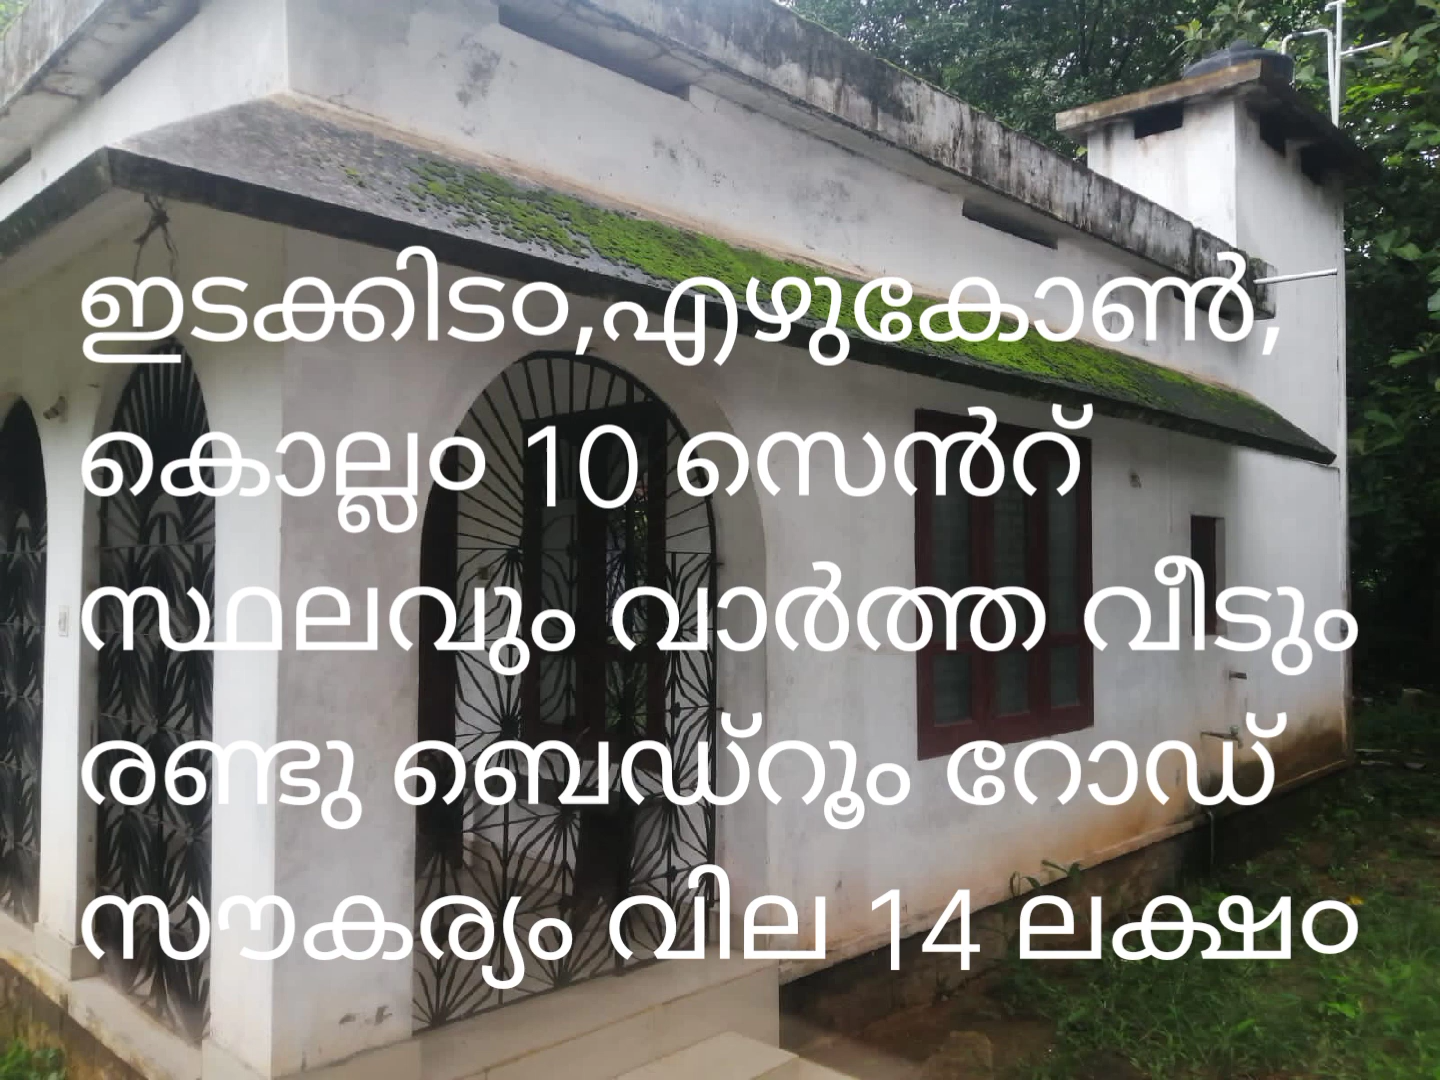 ഇടക്കിടം,എഴുകോൺ,
കൊല്ലം 10 സെൻറ്
സ്ഥലവും വാർത്ത വീടും
രണ്ടു ബെഡ്റൂം റോഡ്
സൗകര്യം വില 14 ലക്ഷം